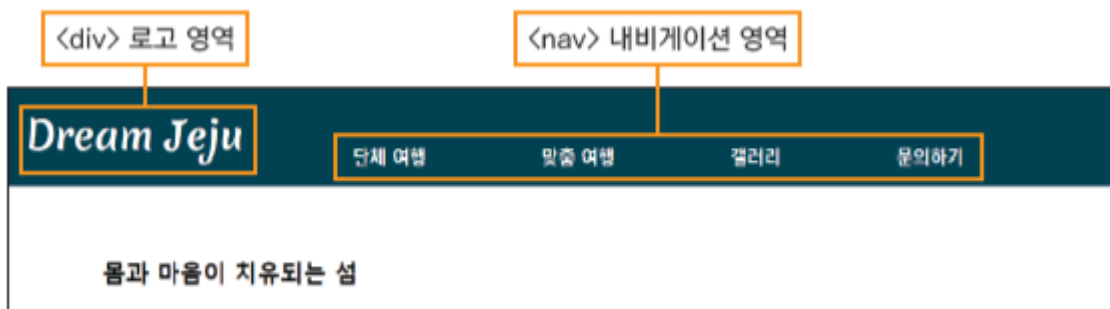 <div> 로고 영역
<nav> 내비게이션 영역
Dream Jeju
단체 여행 맞춤 여행 갤러리 문의하기
몸과 마음이 치유되는 섬